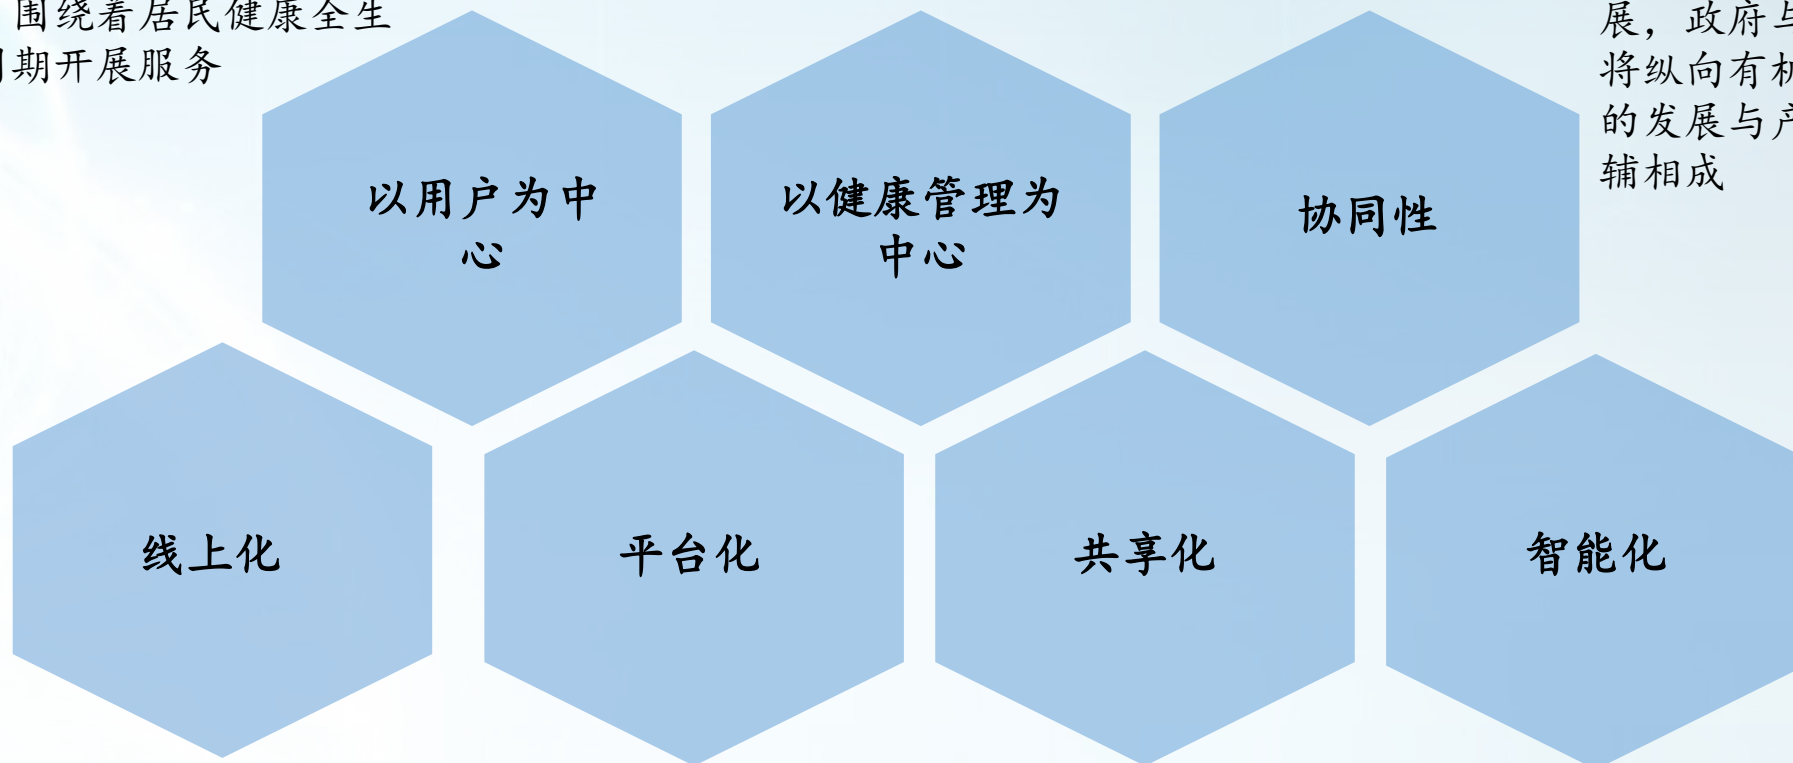 围绕着居民健康全生
期开展服务
展，政府与
将纵向有机
的发展与产
辅相成
以用户为中
心
以健康管理为
中心
协同性
线上化
平台化
共享化
智能化